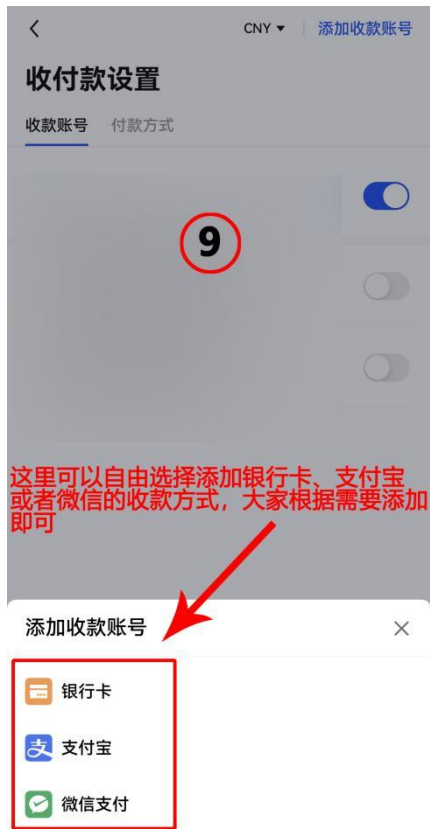 CNY 添加收款账号
收付款设置
收款账号 付款方式
9
这里可以自由选择添加银行卡、支付宝
或者微信的收款方式，大家根据需要添加
即可
添加收款账号
银行卡
支 支付宝
微信支付